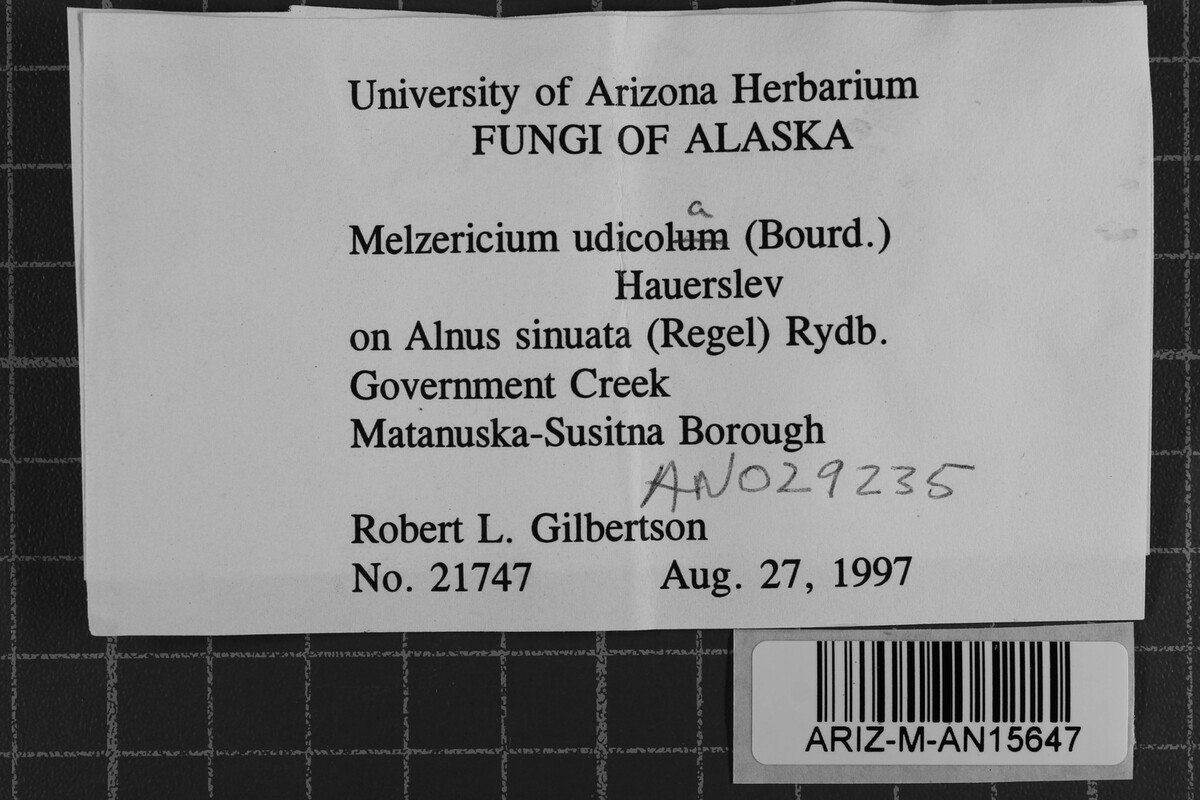 University of Arizona Herbarium
FUNGI OF ALASKA
a
Melzericium udicolum (Bourd.)
Hauerslev
on Alnus sinuata (Regel) Rydb.
Government Creek
Matanuska-Susitna Borough
AN029235
Robert L. Gilbertson
No. 21747 Aug. 27, 1997
ARIZ-M-AN15647